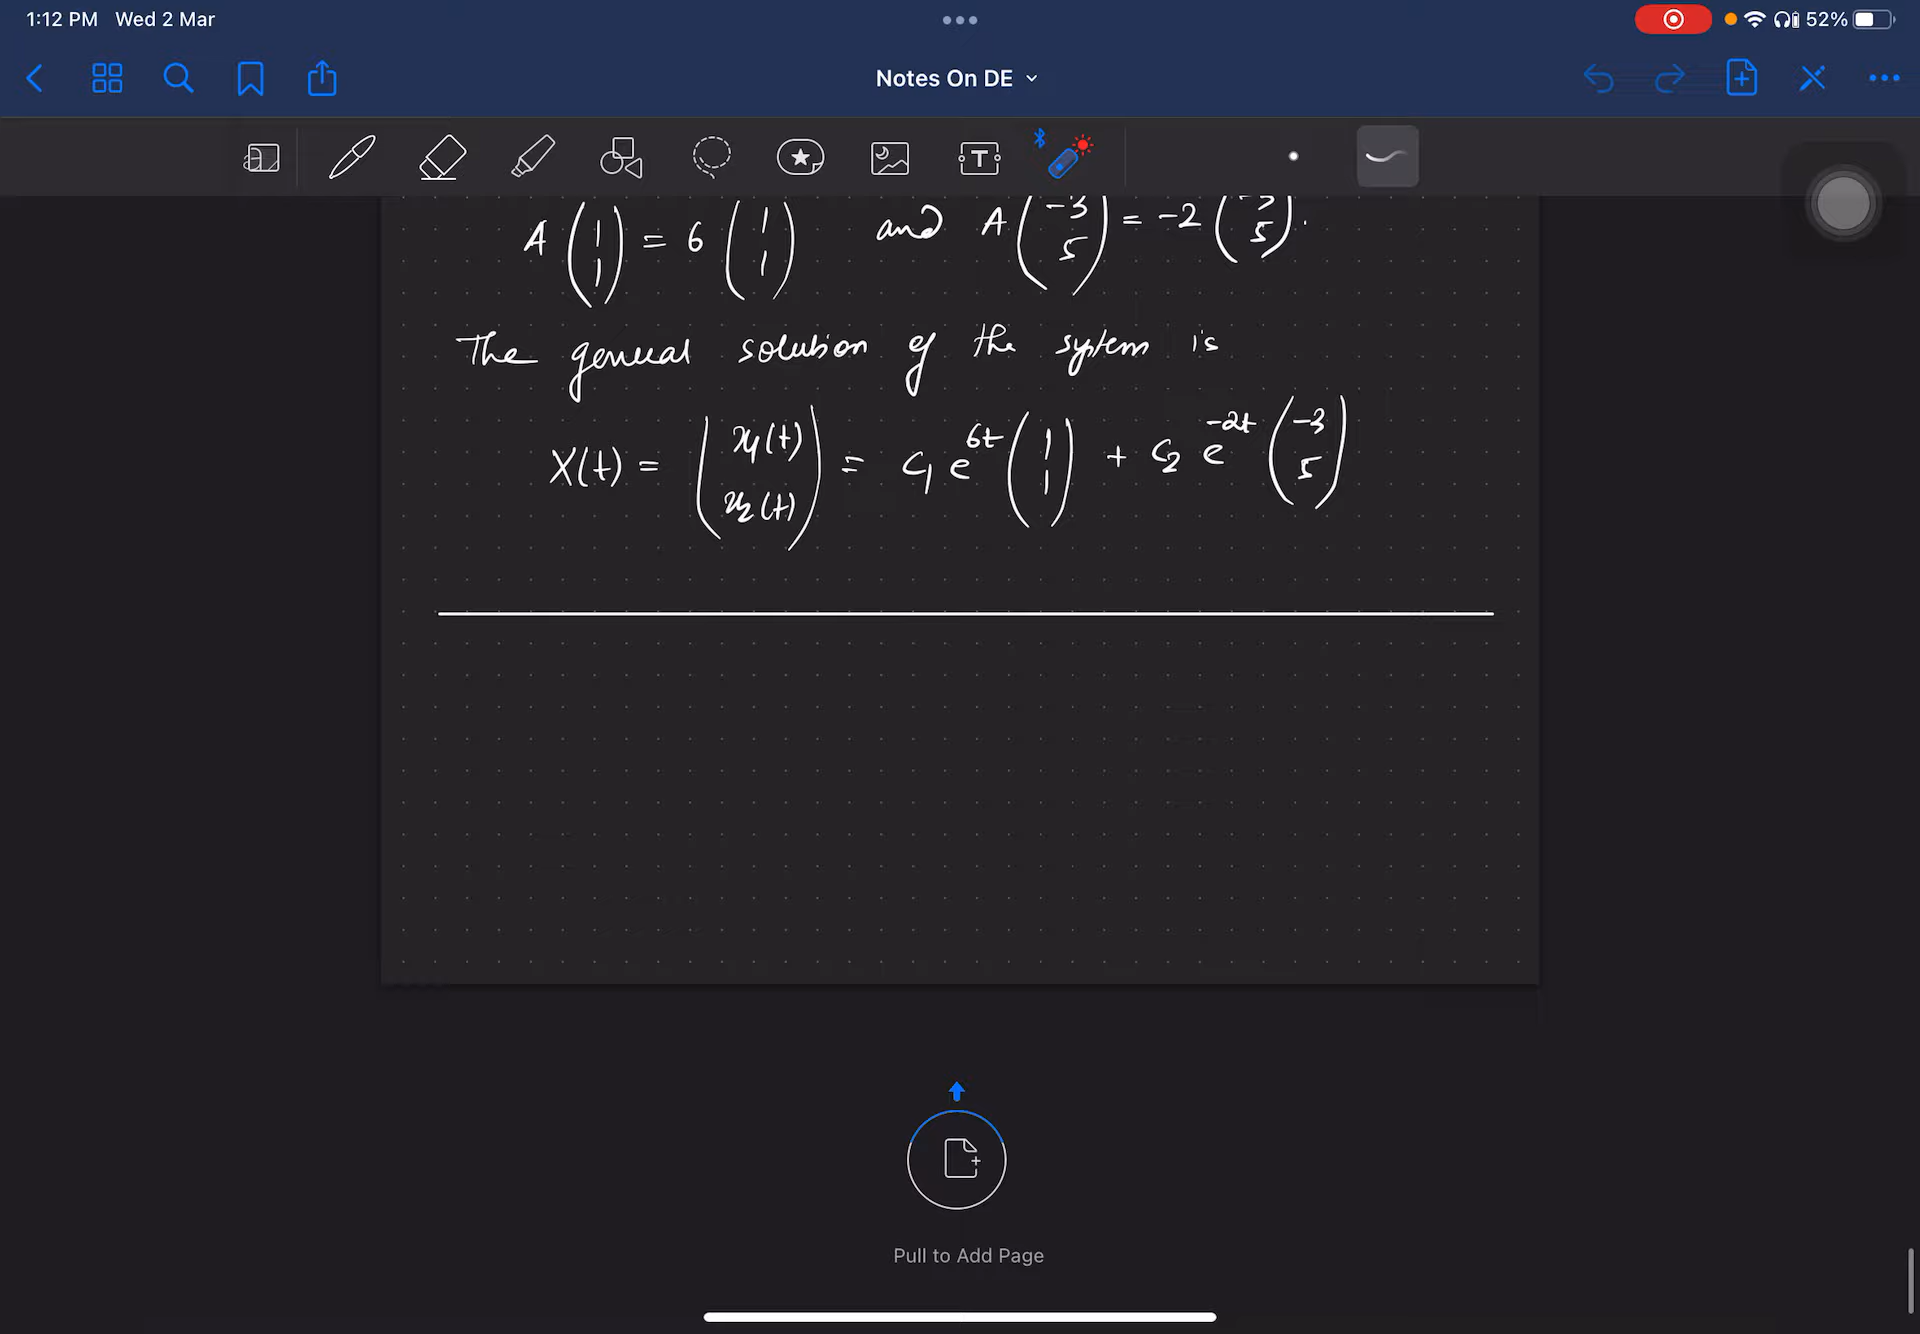 1:12 PM Wed 2 Mar
52%
Notes On DE
T
A (1 1) = 6 (1 1) and A (-3 5) = -2 (-3 5).
The general solution of the system is
X(t) = (x₁(t) x₂(t)) = c₁ e^6t (1 1) + c₂ e^-2t (-3 5)
Pull to Add Page